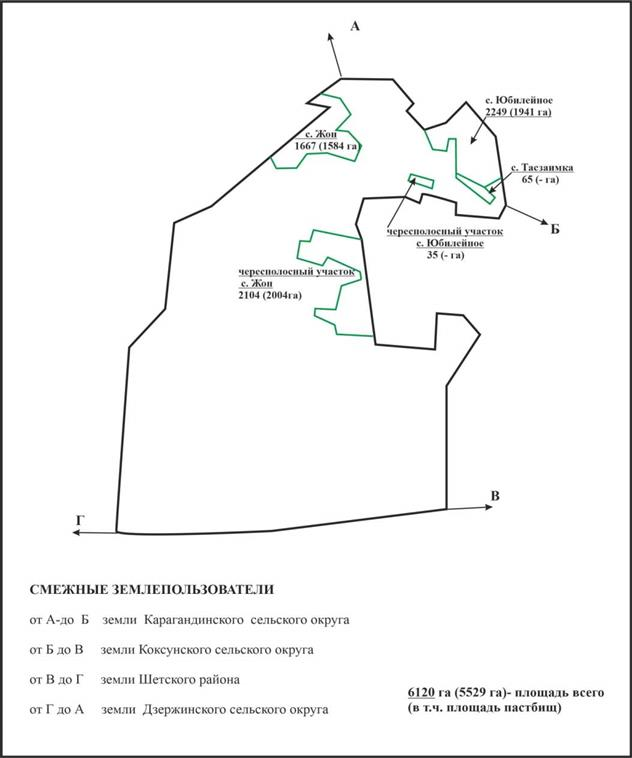 А
с. Юбилейное
2249 (1941 га)
с. Жон
1667 (1584 га)
с. Тасзаимка
65 (- га)
Б
чересполосный участок
с. Юбилейное
35 (- га)
чересполосный участок
с. Жон
2104 (2004га)
В
Г
СМЕЖНЫЕ ЗЕМЛЕПОЛЬЗОВАТЕЛИ
от А-до Б земли Карагандинского сельского округа
от Б до В земли Коксунского сельского округа
от В до Г земли Шетского района
от Г до А земли Дзержинского сельского округа
6120 га (5529 га)- площадь всего
(в т.ч. площадь пастбищ)